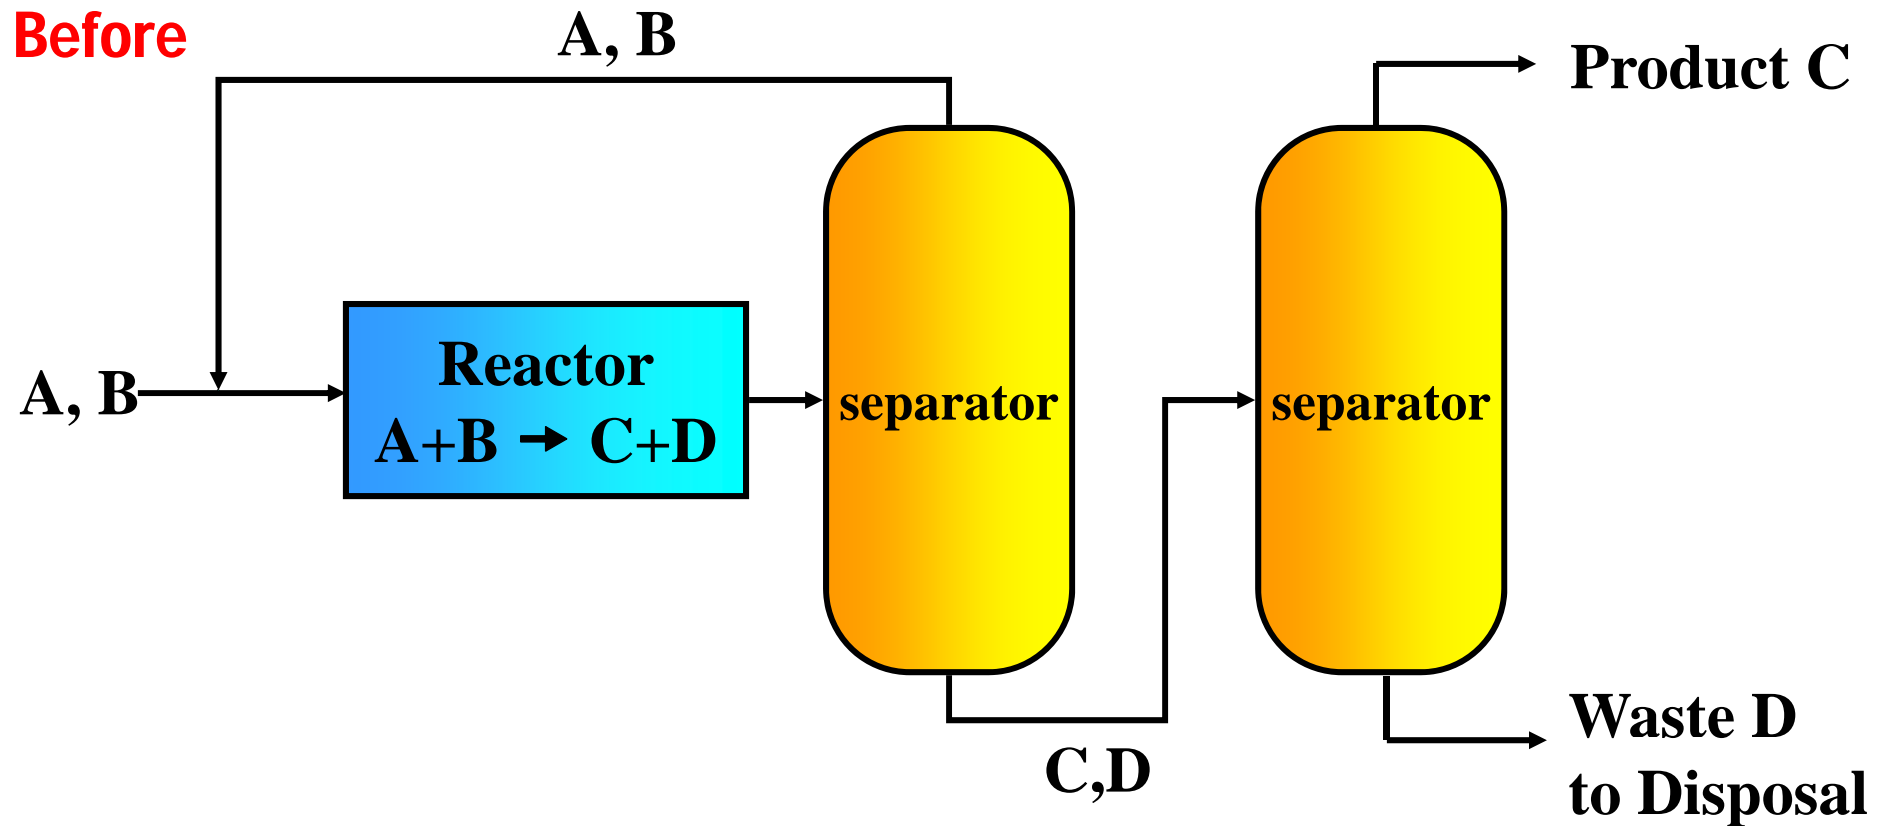 Before
A, B
Product C
A, B
Reactor
A+B → C+D
separator
separator
C,D
Waste D
to Disposal